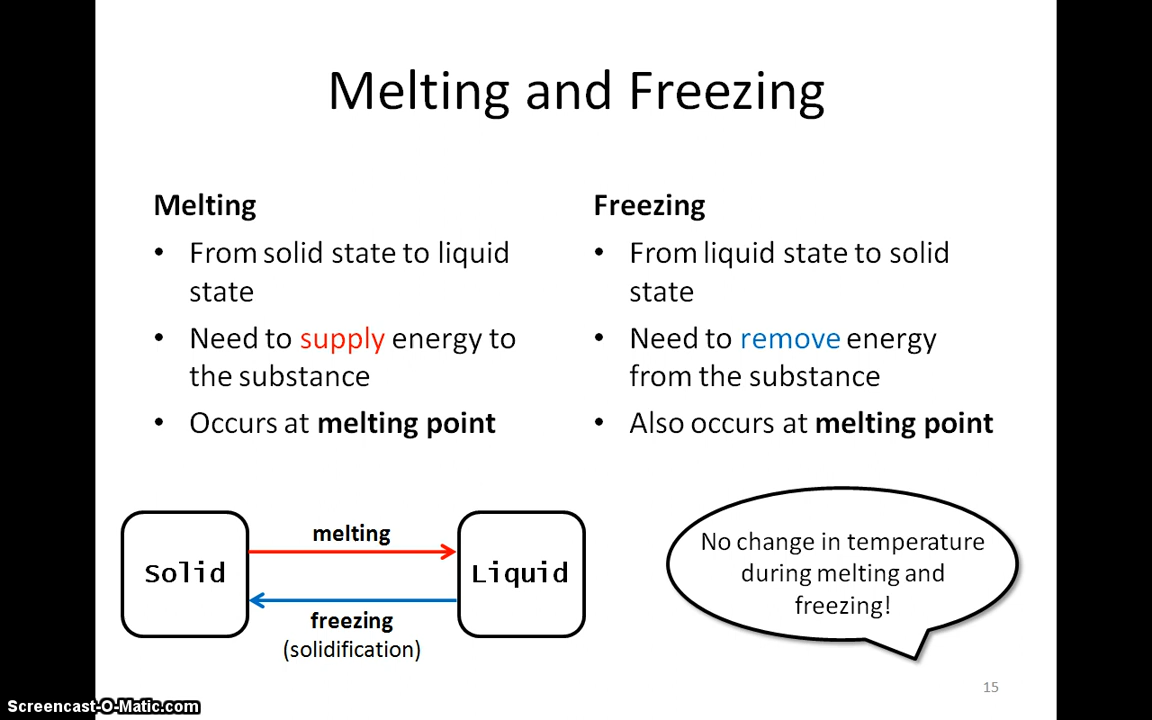 Melting and Freezing
Melting
• From solid state to liquid
state
• Need to supply energy to
the substance
• Occurs at melting point
Freezing
• From liquid state to solid
state
• Need to remove energy
from the substance
• Also occurs at melting point
Solid
melting
freezing
(solidification)
Liquid
No change in temperature
during melting and
freezing!
15
Screencast-O-Matic.com